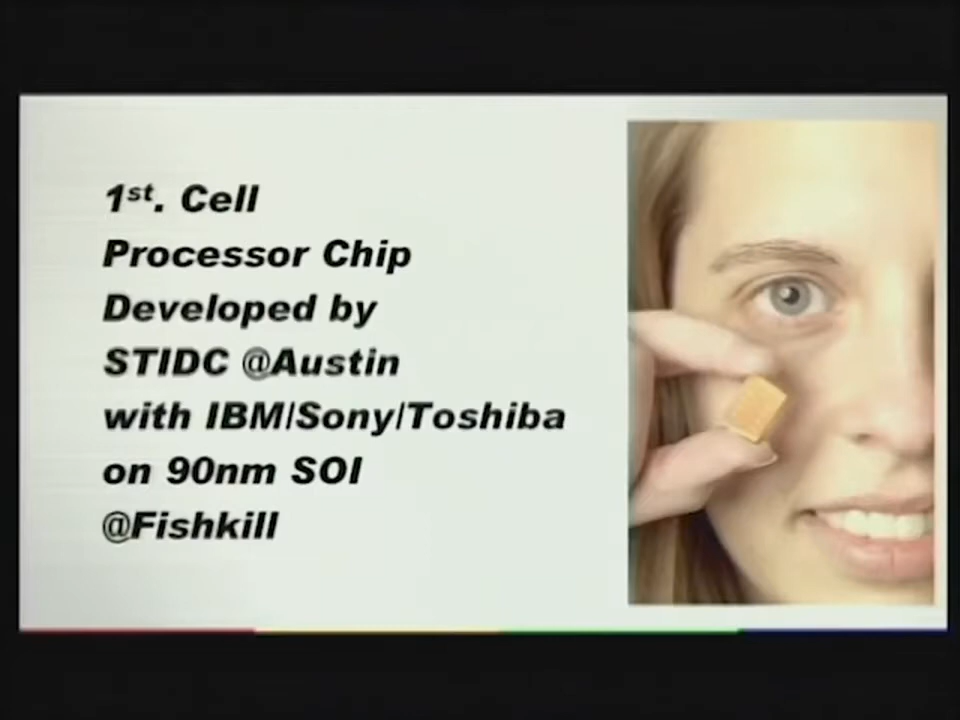 1st. Cell
Processor Chip
Developed by
STIDC @Austin
with IBM/Sony/Toshiba
on 90nm SOI
@Fishkill